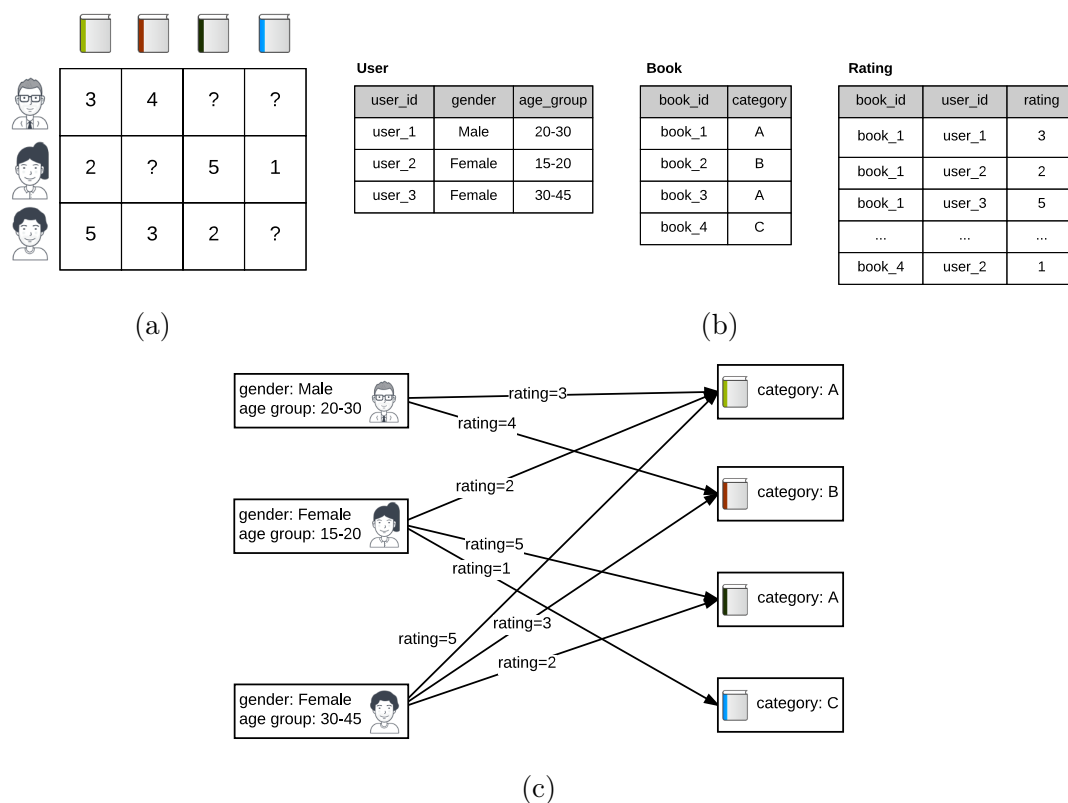 3 4 ? ?
2 ? 5 1
5 3 2 ?
(a)
User
user_id gender age_group
user_1 Male 20-30
user_2 Female 15-20
user_3 Female 30-45
Book
book_id category
book_1 A
book_2 B
book_3 A
book_4 C
Rating
book_id user_id rating
book_1 user_1 3
book_1 user_2 2
book_1 user_3 5
... ... ...
book_4 user_2 1
(b)
gender: Male
age group: 20-30
gender: Female
age group: 15-20
gender: Female
age group: 30-45
rating=3
rating=4
rating=2
rating=5
rating=1
rating=5
rating=3
rating=2
category: A
category: B
category: A
category: C
(c)